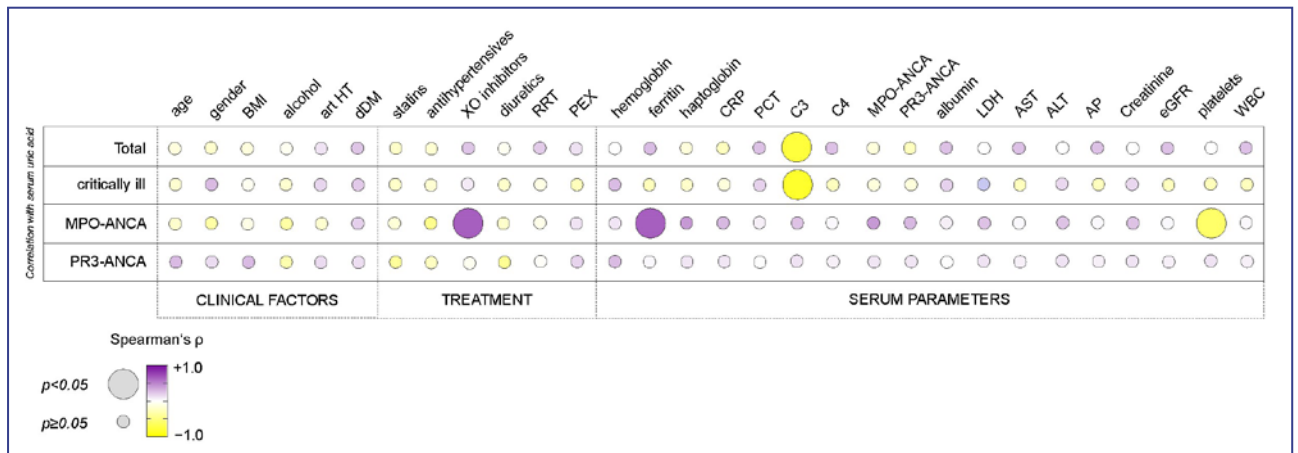 age gender BMI alcohol art HT dDM statins antihypertensives XO inhibitors diuretics RRT PEX hemoglobin ferritin haptoglobin CRP PCT C3 C4 MPO-ANCA PR3-ANCA albumin LDH AST ALT AP Creatinine eGFR platelets WBC
Correlation with serum uric acid
Total
critically ill
MPO-ANCA
PR3-ANCA
CLINICAL FACTORS TREATMENT SERUM PARAMETERS
Spearman's ρ
p<0.05
p≥0.05
+1.0
−1.0